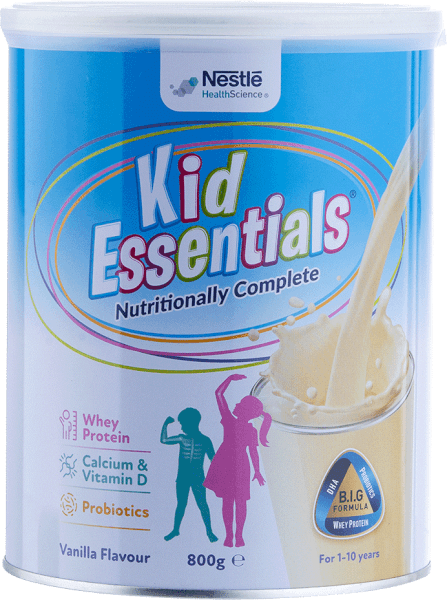 Nestlé
HealthScience®
Kid
Essentials®
Nutritionally Complete
Whey
Protein
Calcium &
Vitamin D
Probiotics
DHA
PROBIOTICS
B.I.G
FORMULA
WHEY PROTEIN
Vanilla Flavour
800g e
For 1-10 years